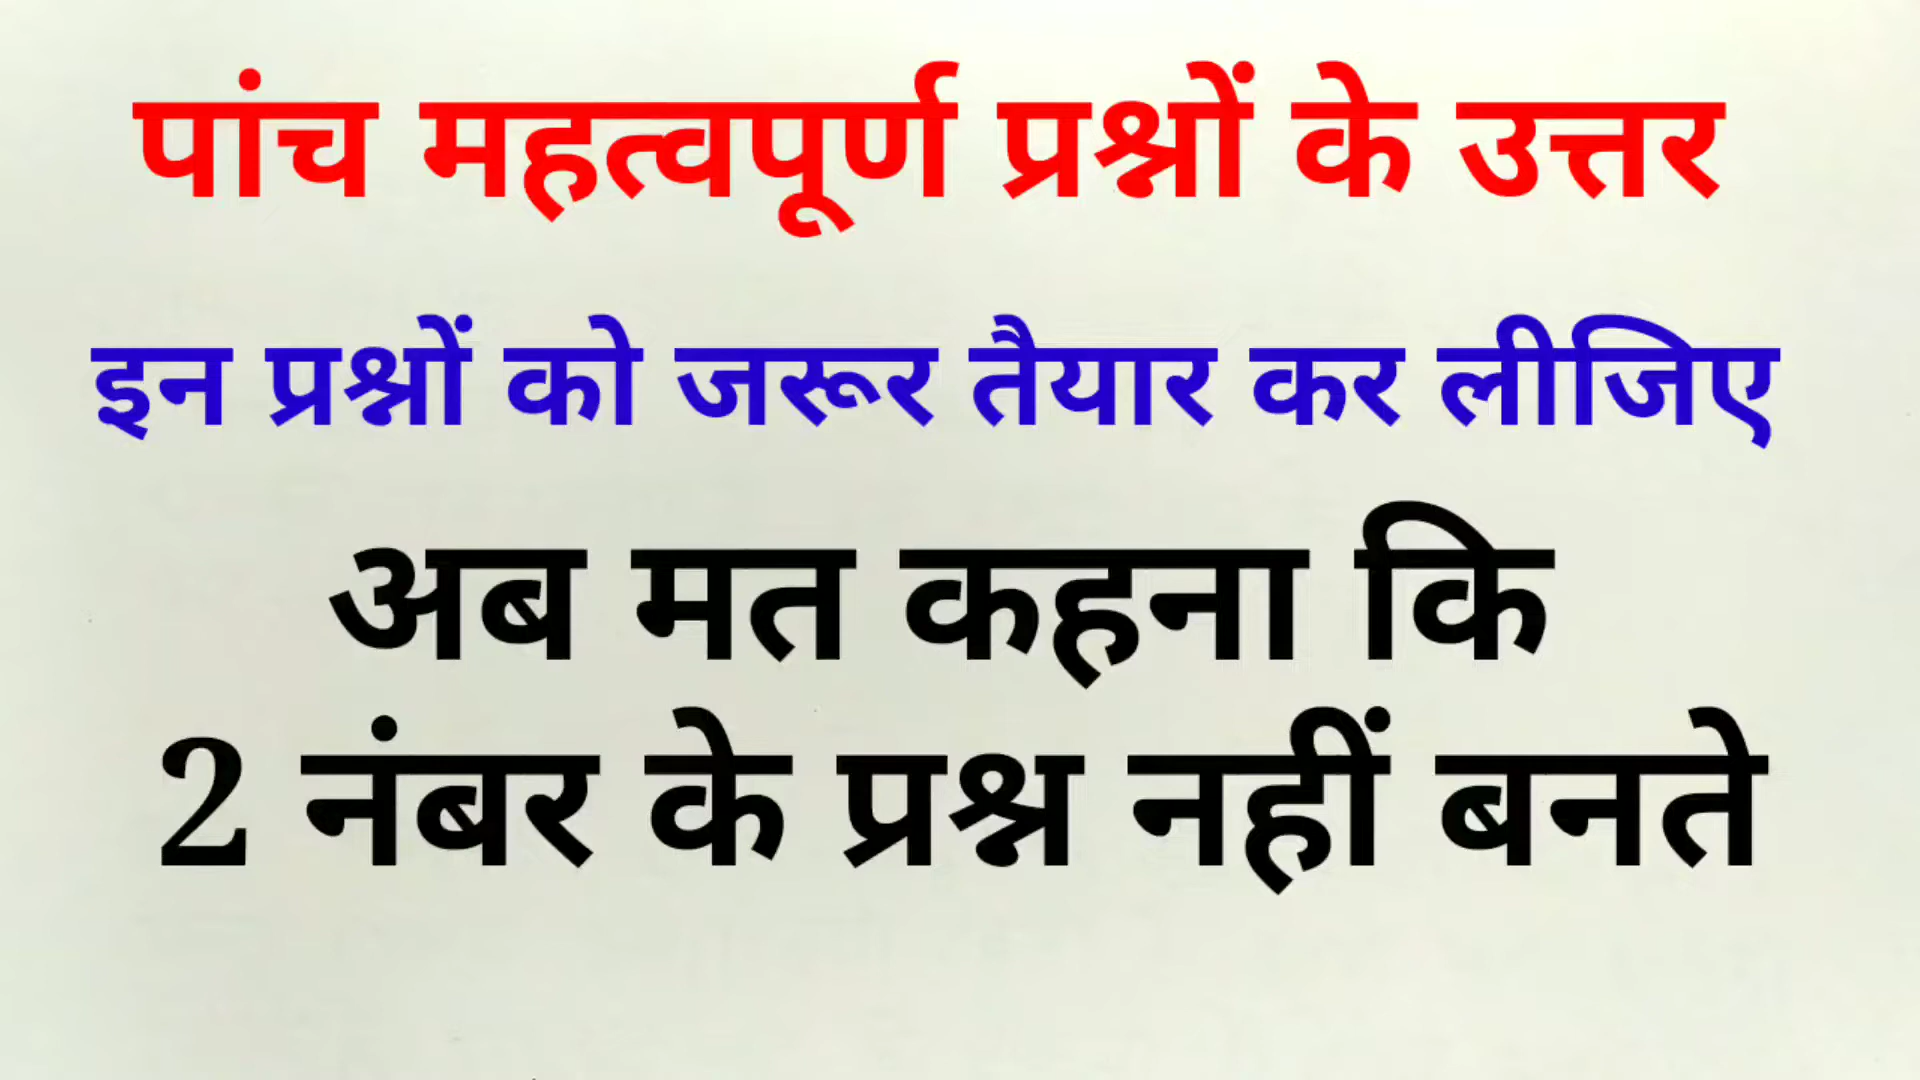 पांच महत्वपूर्ण प्रश्नों के उत्तर
इन प्रश्नों को जरूर तैयार कर लीजिए
अब मत कहना कि
2 नंबर के प्रश्न नहीं बनते